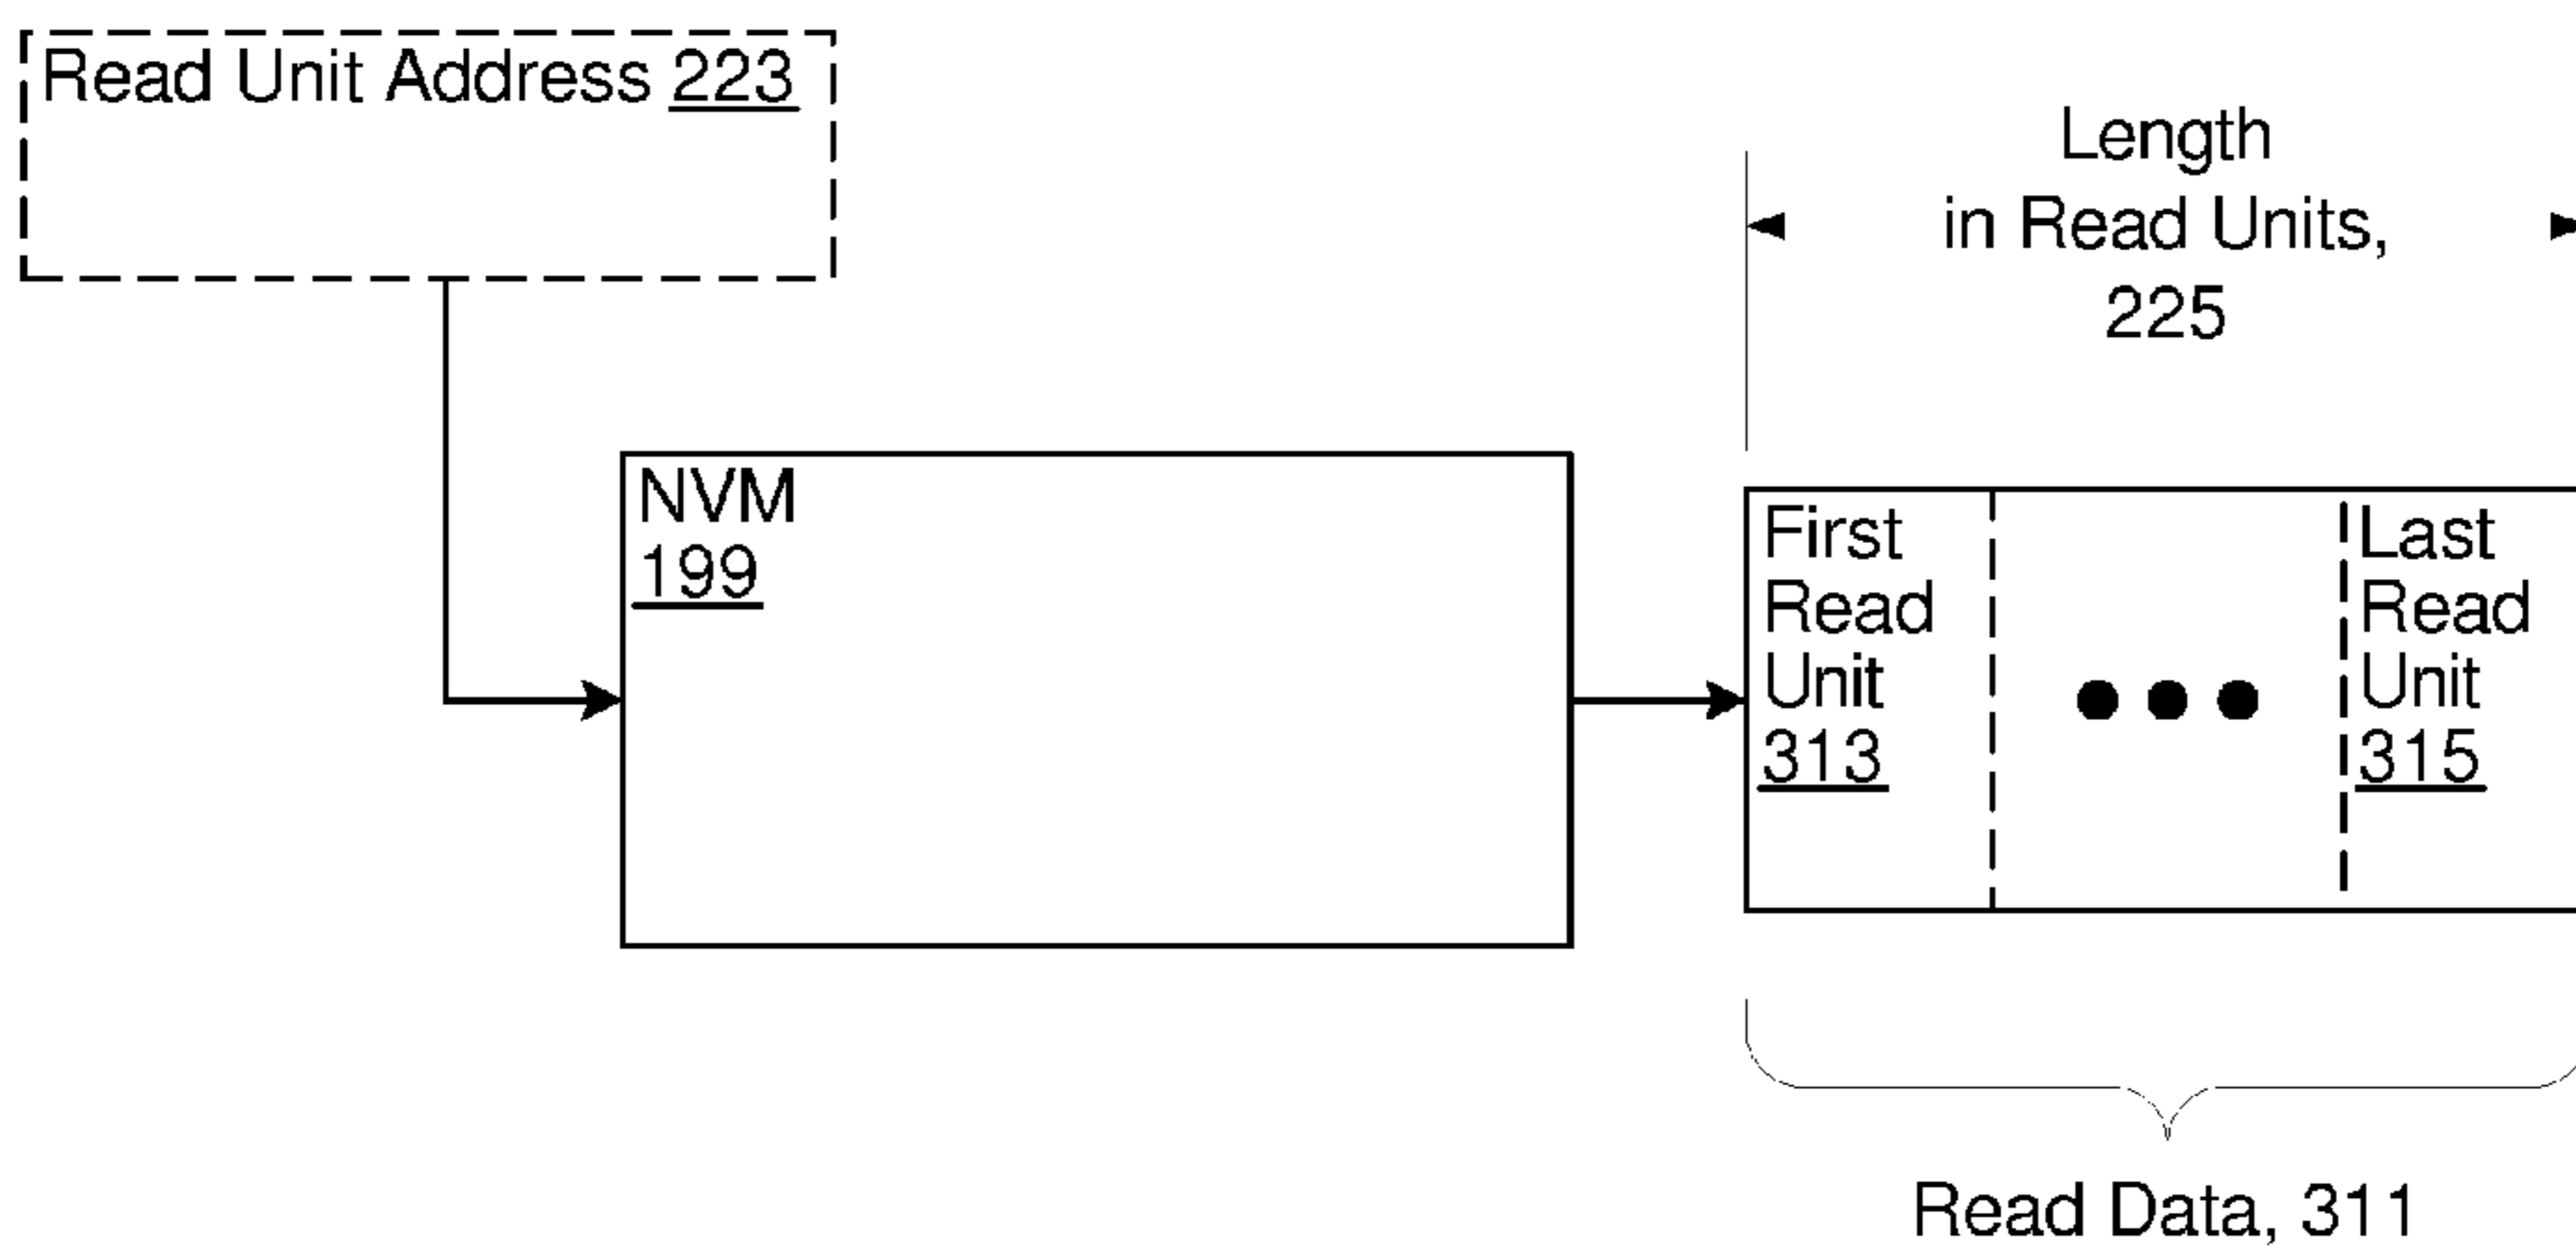 Read Unit Address 223
Length
in Read Units,
225
NVM
199
First
Read
Unit
313
Last
Read
Unit
315
Read Data, 311